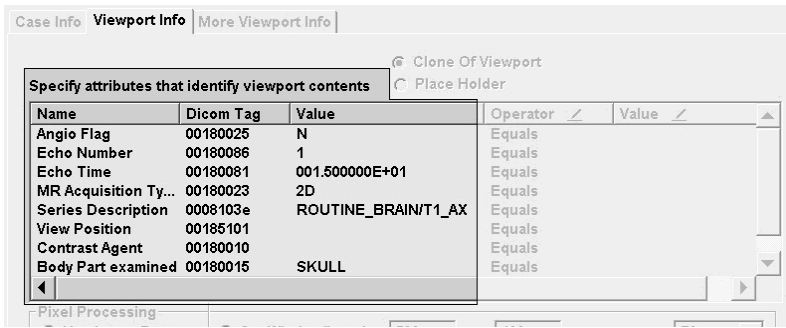 Case Info Viewport Info More Viewport Info
Clone Of Viewport
Place Holder
Specify attributes that identify viewport contents
Name Dicom Tag Value Operator Value
Angio Flag 00180025 N Equals
Echo Number 00180086 1 Equals
Echo Time 00180081 001.500000E+01 Equals
MR Acquisition Ty... 00180023 2D Equals
Series Description 0008103e ROUTINE_BRAIN/T1_AX Equals
View Position 00185101 Equals
Contrast Agent 00180010 Equals
Body Part examined 00180015 SKULL Equals
Pixel Processing